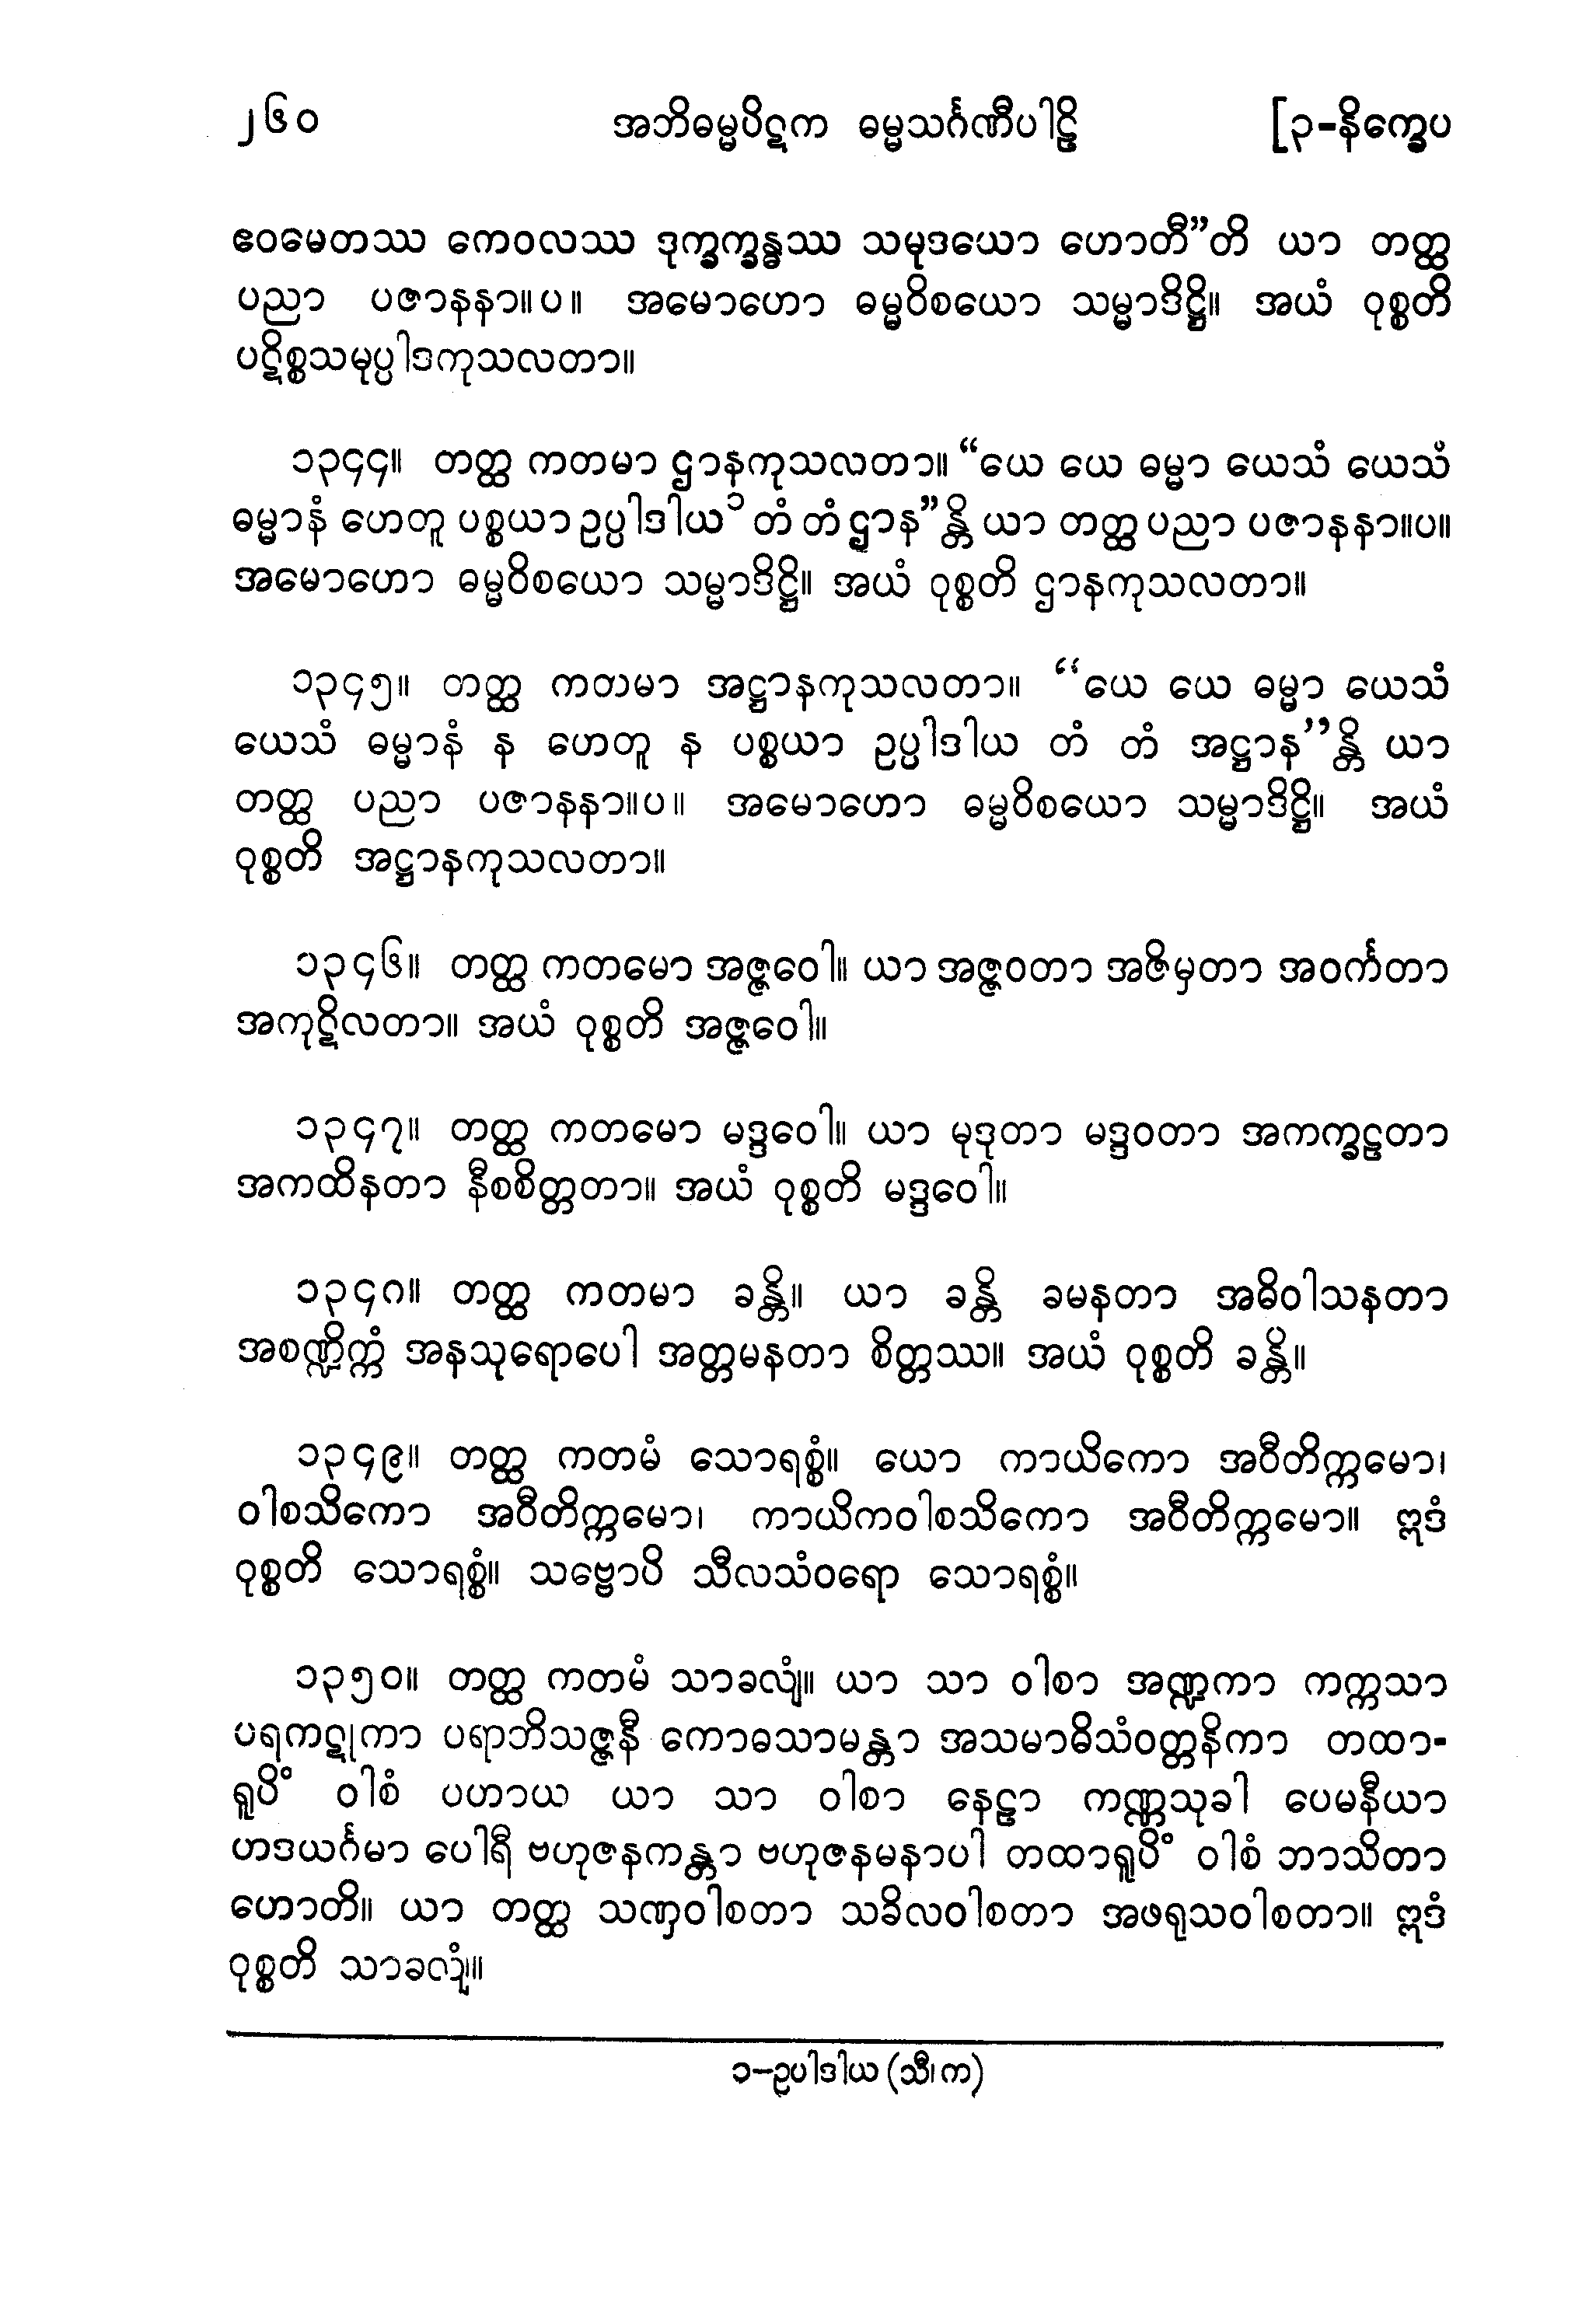 ၂၆၀ အဘိဓမ္မပိဋက ဓမ္မသင်္ဂဏီပါဠိ [၃-နိက္ခေပ
ဧဝမေတဿ ကေဝလဿ ဒုက္ခက္ခန္ဓဿ သမုဒယော ဟောတီ”တိ ယာ တတ္ထ
ပညာ ပဇာနနာ။ပ။ အမောဟော ဓမ္မဝိစယော သမ္မာဒိဋ္ဌိ။ အယံ ဝုစ္စတိ
ပဋိစ္စသမုပ္ပါဒကုသလတာ။
၁၃၄၄။ တတ္ထ ကတမာ ဌာနကုသလတာ။ “ယေ ယေ ဓမ္မာ ယေသံ ယေသံ
ဓမ္မာနံ ဟေတူ ပစ္စယာ ဥပ္ပါဒါယ ၁ တံ တံ ဌာန”န္တိ ယာ တတ္ထ ပညာ ပဇာနနာ။ပ။
အမောဟော ဓမ္မဝိစယော သမ္မာဒိဋ္ဌိ။ အယံ ဝုစ္စတိ ဌာနကုသလတာ။
၁၃၄၅။ တတ္ထ ကတမာ အဋ္ဌာနကုသလတာ။ “ယေ ယေ ဓမ္မာ ယေသံ
ယေသံ ဓမ္မာနံ န ဟေတူ န ပစ္စယာ ဥပ္ပါဒါယ တံ တံ အဋ္ဌာန”န္တိ ယာ
တတ္ထ ပညာ ပဇာနနာ။ပ။ အမောဟော ဓမ္မဝိစယော သမ္မာဒိဋ္ဌိ။ အယံ
ဝုစ္စတိ အဋ္ဌာနကုသလတာ။
၁၃၄၆။ တတ္ထ ကတမော အဇ္ဇဝေါ။ ယာ အဇ္ဇဝတာ အဇိမှတာ အဝင်္ကတာ
အကုဋိလတာ။ အယံ ဝုစ္စတိ အဇ္ဇဝေါ။
၁၃၄၇။ တတ္ထ ကတမော မဒ္ဒဝေါ။ ယာ မုဒုတာ မဒ္ဒဝတာ အကက္ခဠတာ
အကထိနတာ နီစစိတ္တတာ။ အယံ ဝုစ္စတိ မဒ္ဒဝေါ။
၁၃၄၈။ တတ္ထ ကတမာ ခန္တိ။ ယာ ခန္တိ ခမနတာ အဓိဝါသနတာ
အစဏ္ဍိက္ကံ အနသုရောပေါ အတ္တမနတာ စိတ္တဿ။ အယံ ဝုစ္စတိ ခန္တိ။
၁၃၄၉။ တတ္ထ ကတမံ သောရစ္စံ။ ယော ကာယိကော အဝီတိက္ကမော၊
ဝါစသိကော အဝီတိက္ကမော၊ ကာယိကဝါစသိကော အဝီတိက္ကမော။ ဣဒံ
ဝုစ္စတိ သောရစ္စံ။ သဗ္ဗောပိ သီလသံဝရော သောရစ္စံ။
၁၃၅၀။ တတ္ထ ကတမံ သာခလျံ။ ယာ သာ ဝါစာ အဏ္ဍကာ ကက္ကသာ
ပရကဋုကာ ပရာဘိသဇ္ဇနီ ကောဓသာမန္တာ အသမာဓိသံဝတ္တနိကာ တထာ-
ရူပိံ ဝါစံ ပဟာယ ယာ သာ ဝါစာ နေဠာ ကဏ္ဏသုခါ ပေမနီယာ
ဟဒယင်္ဂမာ ပေါရီ ဗဟုဇနကန္တာ ဗဟုဇနမနာပါ တထာရူပိံ ဝါစံ ဘာသိတာ
ဟောတိ။ ယာ တတ္ထ သဏှဝါစတာ သခိလဝါစတာ အဖရုသဝါစတာ။ ဣဒံ
ဝုစ္စတိ သာခလျံ။
၁−ဥပါဒါယ (သီ၊ က)